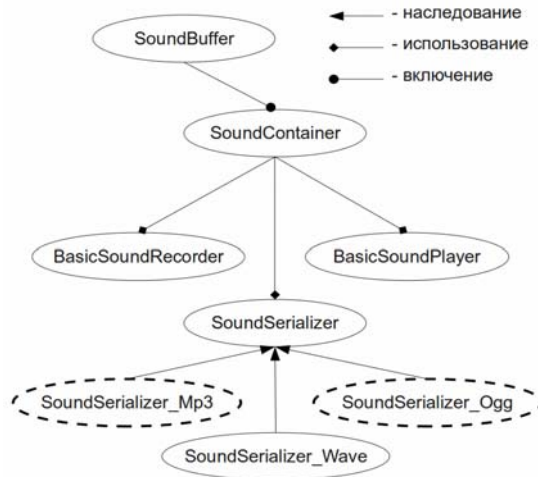 - наследование
SoundBuffer
- использование
- включение
SoundContainer
BasicSoundRecorder
BasicSoundPlayer
SoundSerializer
SoundSerializer_Mp3
SoundSerializer_Ogg
SoundSerializer_Wave